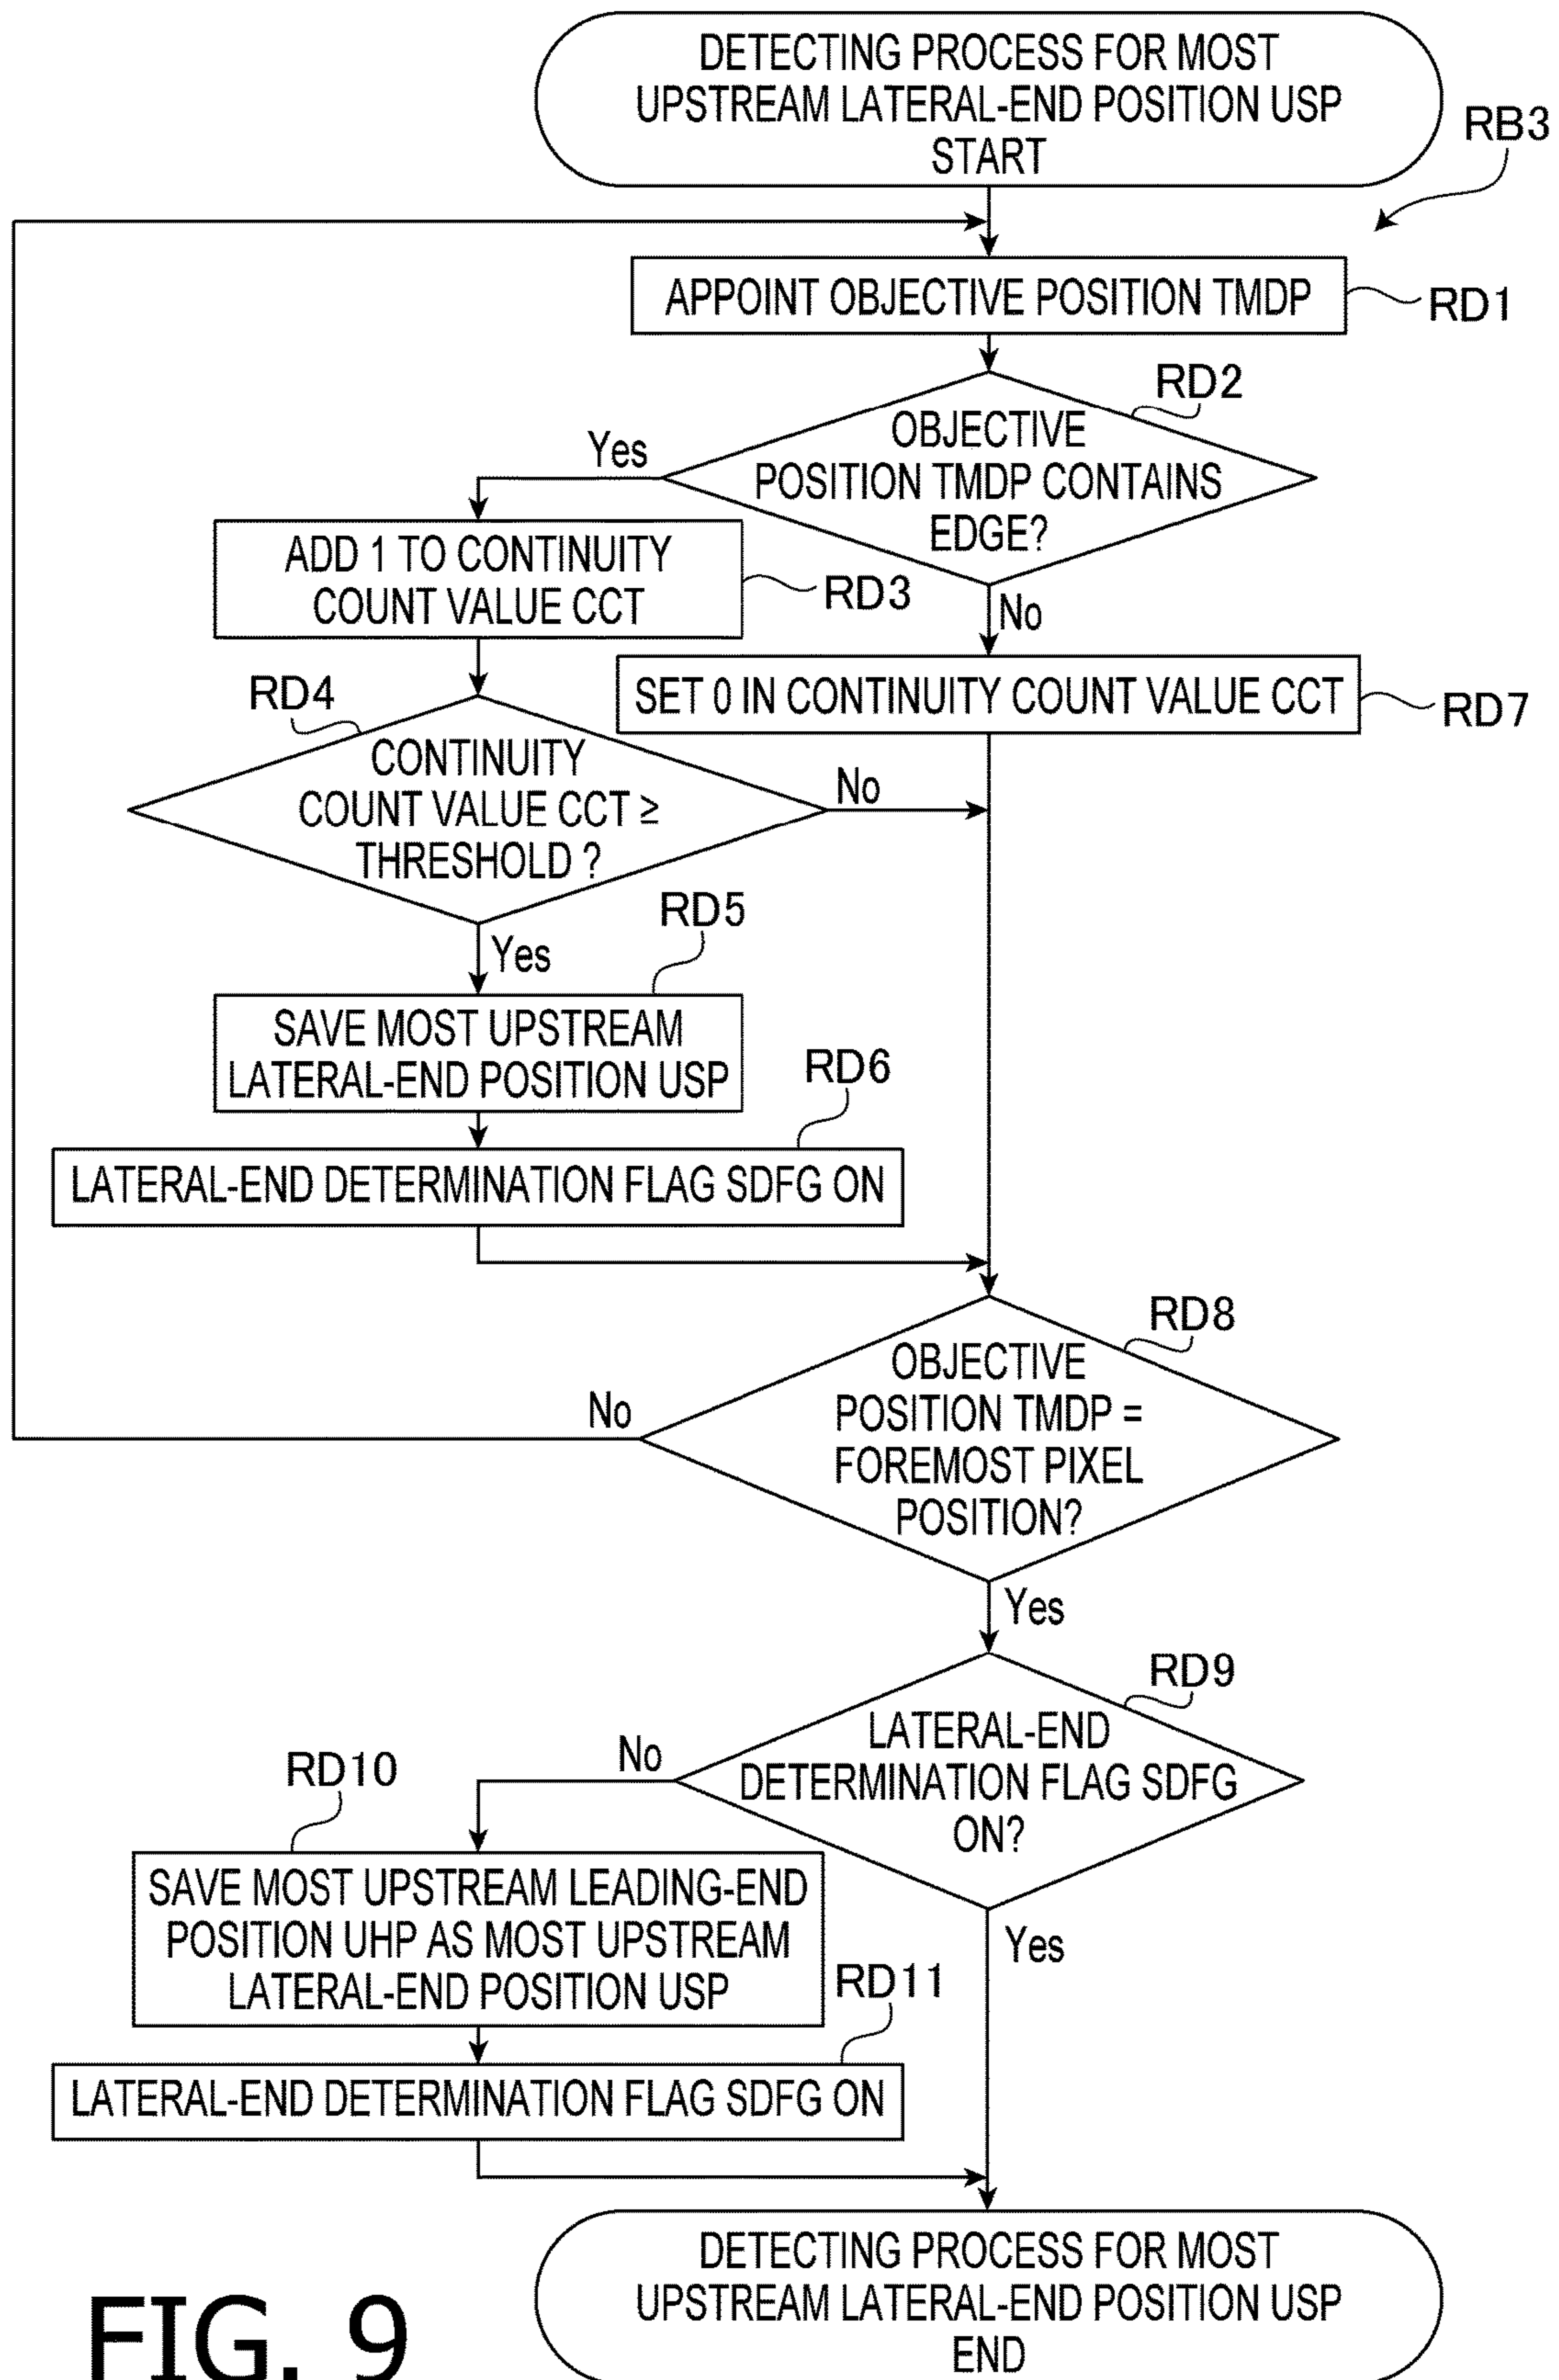 DETECTING PROCESS FOR MOST
UPSTREAM LATERAL-END POSITION USP
START
RB3
APPOINT OBJECTIVE POSITION TMDP
RD1
RD2
OBJECTIVE
POSITION TMDP CONTAINS
EDGE?
Yes
No
ADD 1 TO CONTINUITY
COUNT VALUE CCT
RD3
SET 0 IN CONTINUITY COUNT VALUE CCT
RD7
RD4
CONTINUITY
COUNT VALUE CCT ≥
THRESHOLD ?
No
Yes
RD5
SAVE MOST UPSTREAM
LATERAL-END POSITION USP
RD6
LATERAL-END DETERMINATION FLAG SDFG ON
RD8
OBJECTIVE
POSITION TMDP =
FOREMOST PIXEL
POSITION?
No
Yes
RD9
LATERAL-END
DETERMINATION FLAG SDFG
ON?
No
Yes
RD10
SAVE MOST UPSTREAM LEADING-END
POSITION UHP AS MOST UPSTREAM
LATERAL-END POSITION USP
RD11
LATERAL-END DETERMINATION FLAG SDFG ON
DETECTING PROCESS FOR MOST
UPSTREAM LATERAL-END POSITION USP
END
FIG. 9